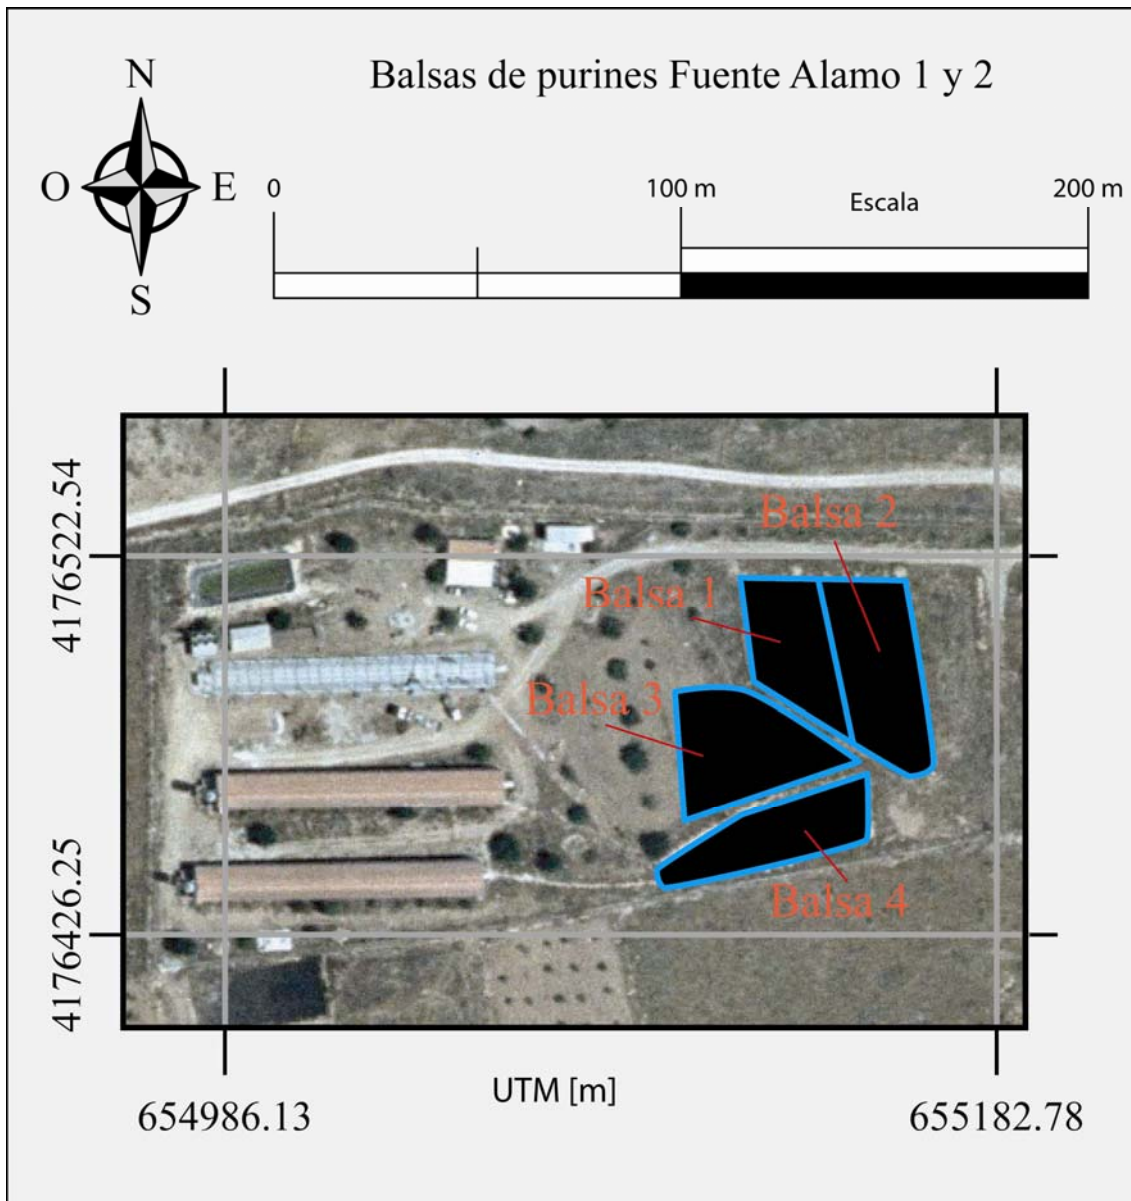 N
Balsas de purines Fuente Alamo 1 y 2
O
E
S
0
100 m
Escala
200 m
4176522.54
4176426.25
Balsa 2
Balsa 1
Balsa 3
Balsa 4
UTM [m]
654986.13
655182.78